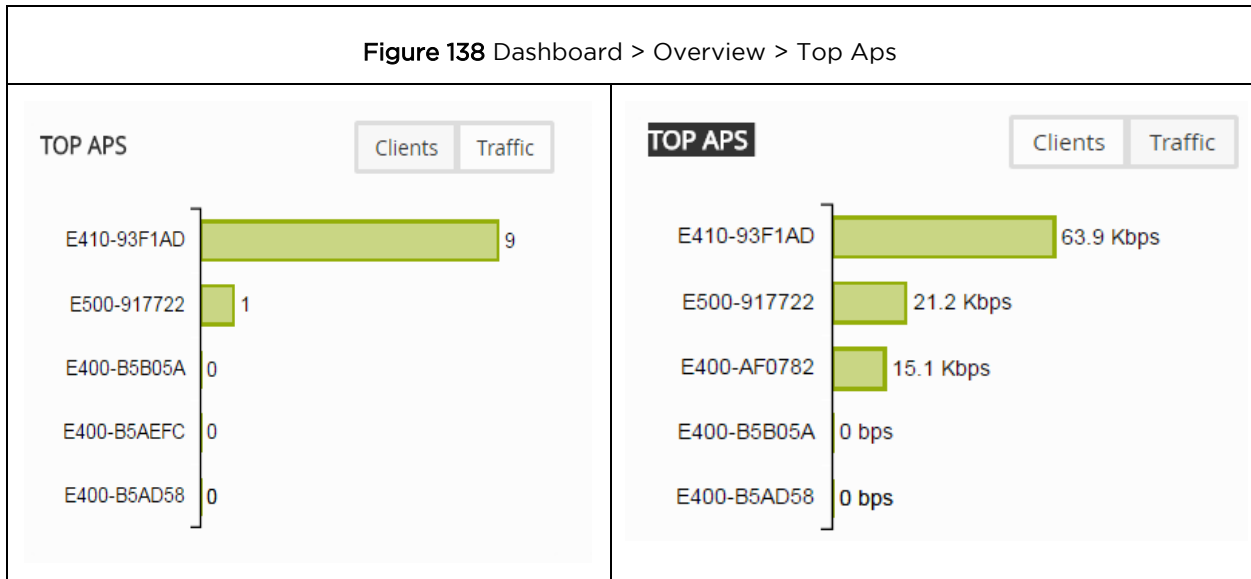 Figure 138 Dashboard > Overview > Top Aps
TOP APS
Clients
Traffic
E410-93F1AD 9
E500-917722 1
E400-B5B05A 0
E400-B5AEFC 0
E400-B5AD58 0
TOP APS
Clients
Traffic
E410-93F1AD 63.9 Kbps
E500-917722 21.2 Kbps
E400-AF0782 15.1 Kbps
E400-B5B05A 0 bps
E400-B5AD58 0 bps